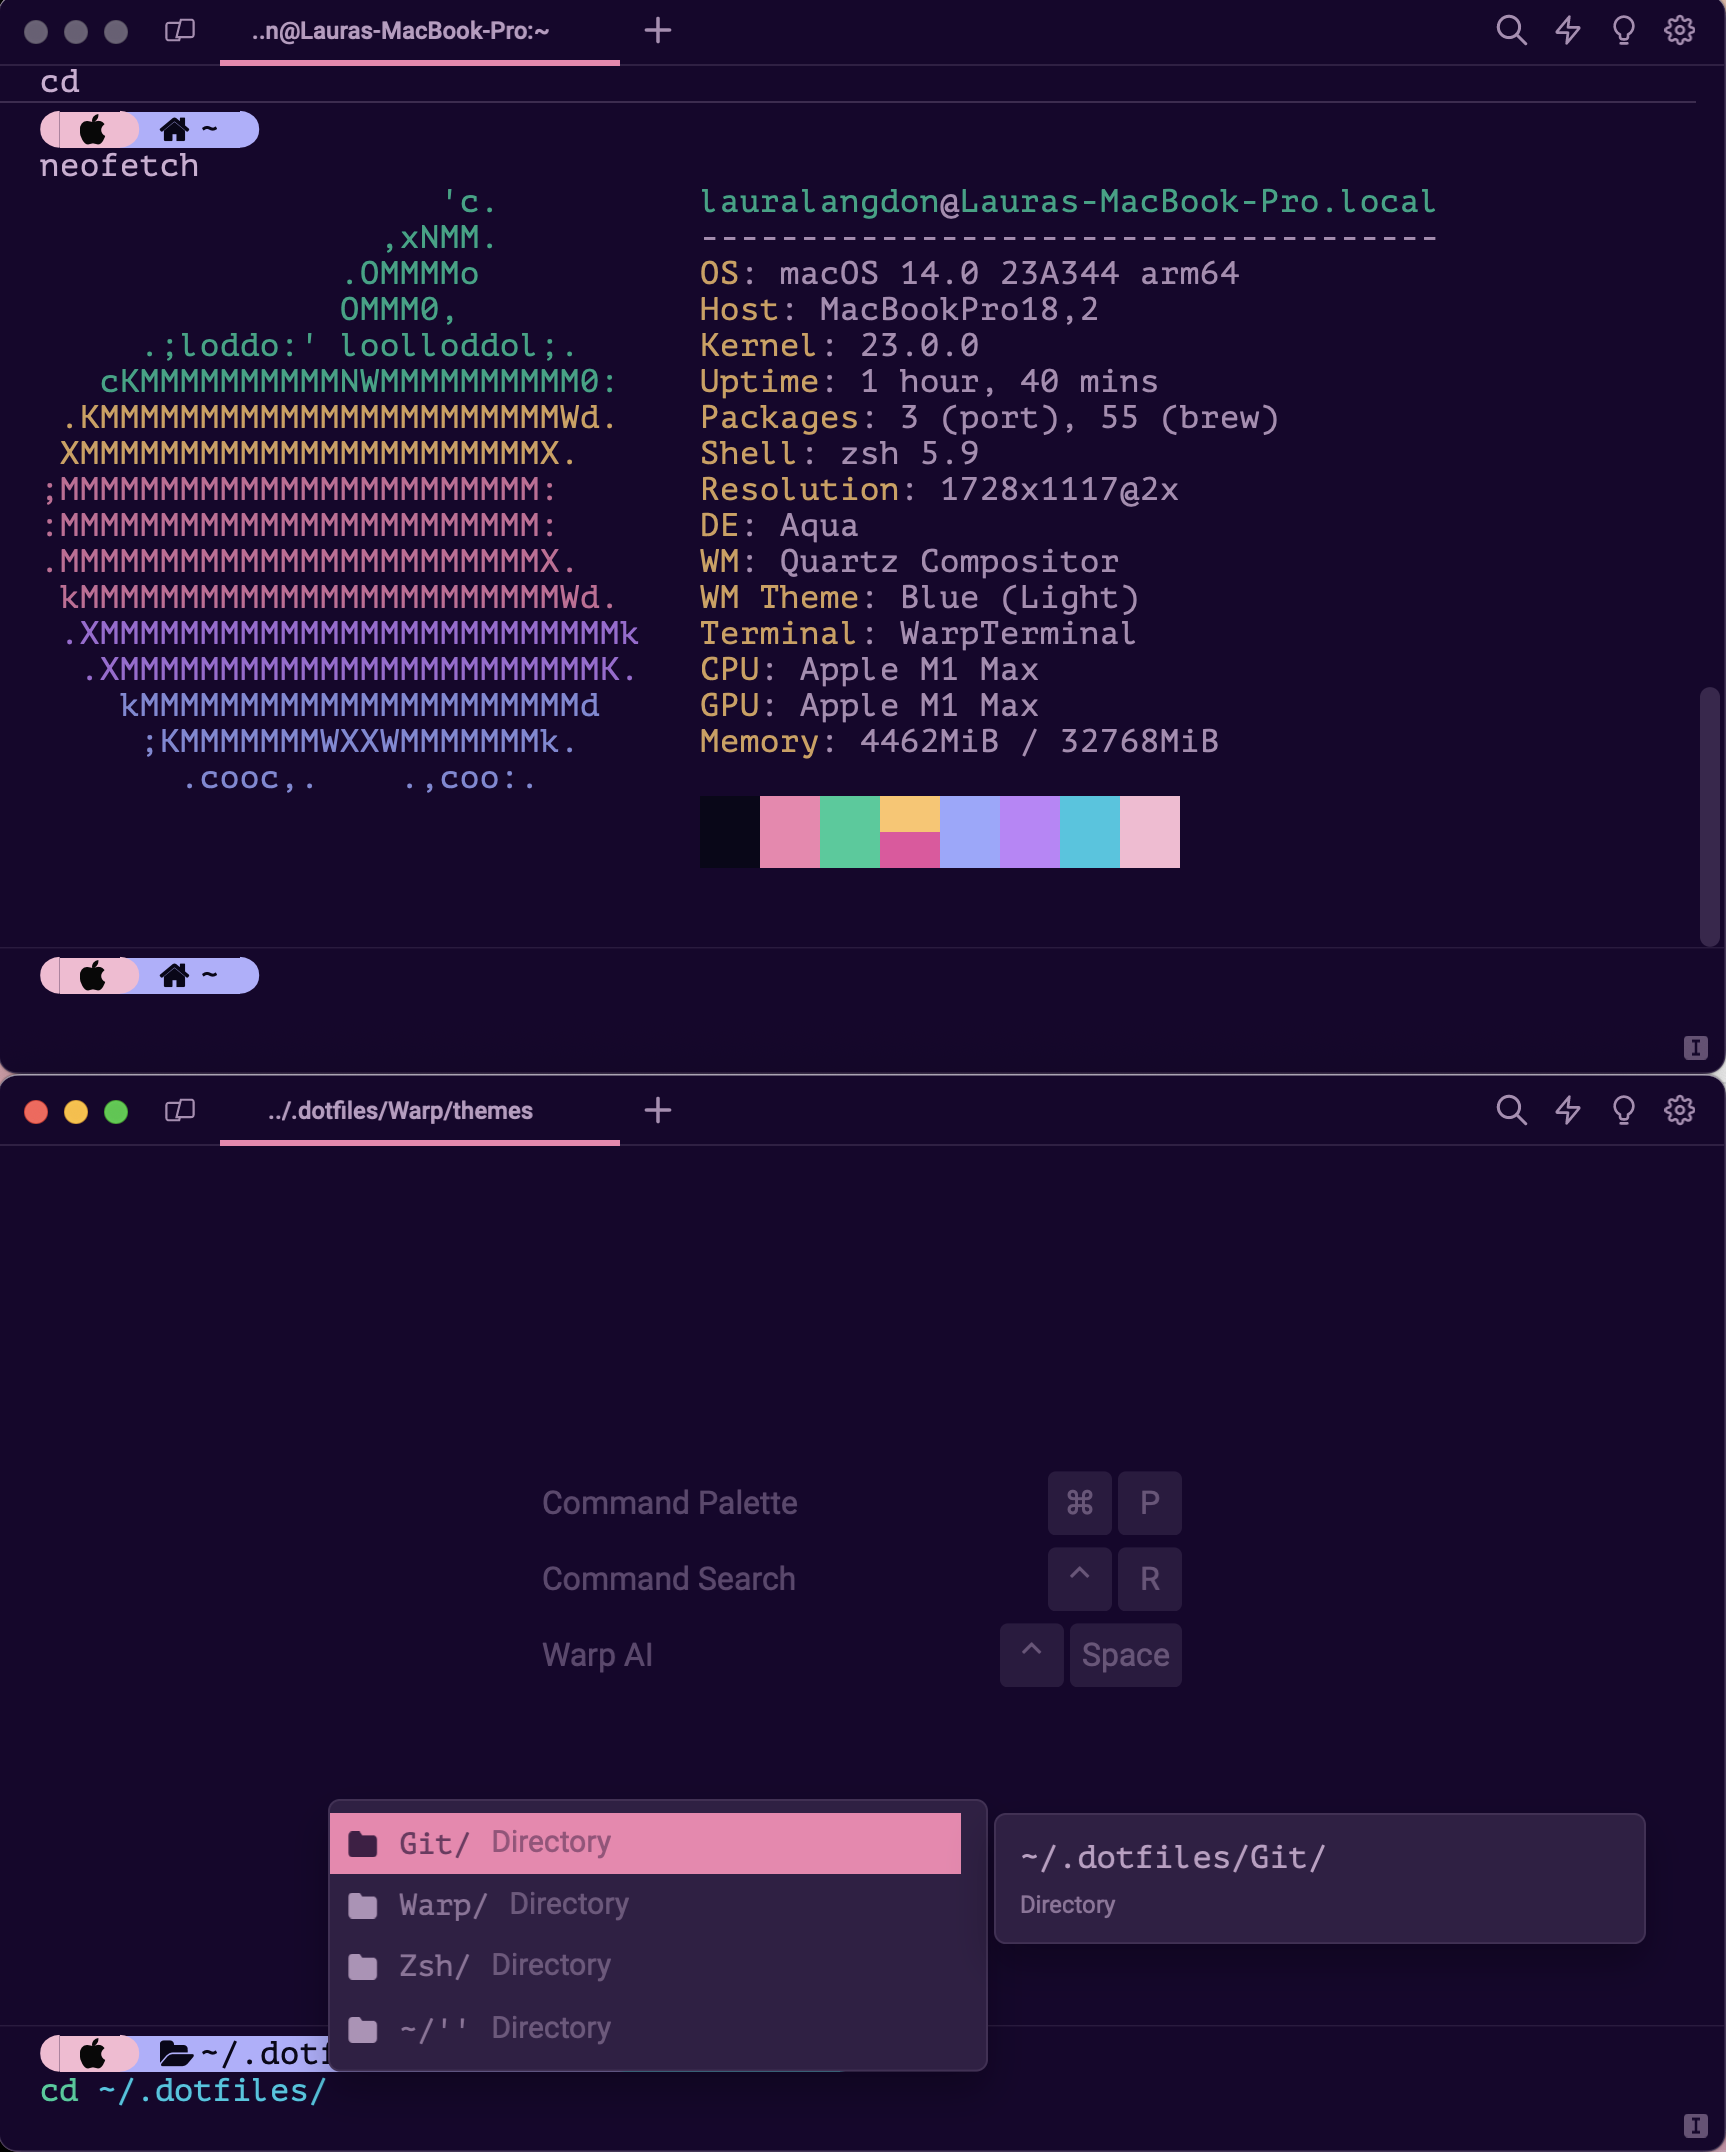 ..n@Lauras-MacBook-Pro:~
cd
~
neofetch
'c.
,xNMM.
.OMMMMo
OMMM0,
.;loddo:' loolloddol;.
cKMMMMMMMMMMNWMMMMMMMMMM0:
.KMMMMMMMMMMMMMMMMMMMMMMMWd.
XMMMMMMMMMMMMMMMMMMMMMMMX.
;MMMMMMMMMMMMMMMMMMMMMMMM:
:MMMMMMMMMMMMMMMMMMMMMMMM:
.MMMMMMMMMMMMMMMMMMMMMMMMX.
kMMMMMMMMMMMMMMMMMMMMMMMMWd.
.XMMMMMMMMMMMMMMMMMMMMMMMMMMk
.XMMMMMMMMMMMMMMMMMMMMMMMMK.
kMMMMMMMMMMMMMMMMMMMMMMd
;KMMMMMMMWXXWMMMMMMMk.
.cooc,.    .,coo:.
lauralangdon@Lauras-MacBook-Pro.local
-------------------------------------
OS: macOS 14.0 23A344 arm64
Host: MacBookPro18,2
Kernel: 23.0.0
Uptime: 1 hour, 40 mins
Packages: 3 (port), 55 (brew)
Shell: zsh 5.9
Resolution: 1728x1117@2x
DE: Aqua
WM: Quartz Compositor
WM Theme: Blue (Light)
Terminal: WarpTerminal
CPU: Apple M1 Max
GPU: Apple M1 Max
Memory: 4462MiB / 32768MiB
~
../.dotfiles/Warp/themes
Command Palette ⌘ P
Command Search ^ R
Warp AI ^ Space
Git/ Directory
Warp/ Directory
Zsh/ Directory
~/'' Directory
~/.dotfiles/Git/
Directory
~/.dotf
cd ~/.dotfiles/